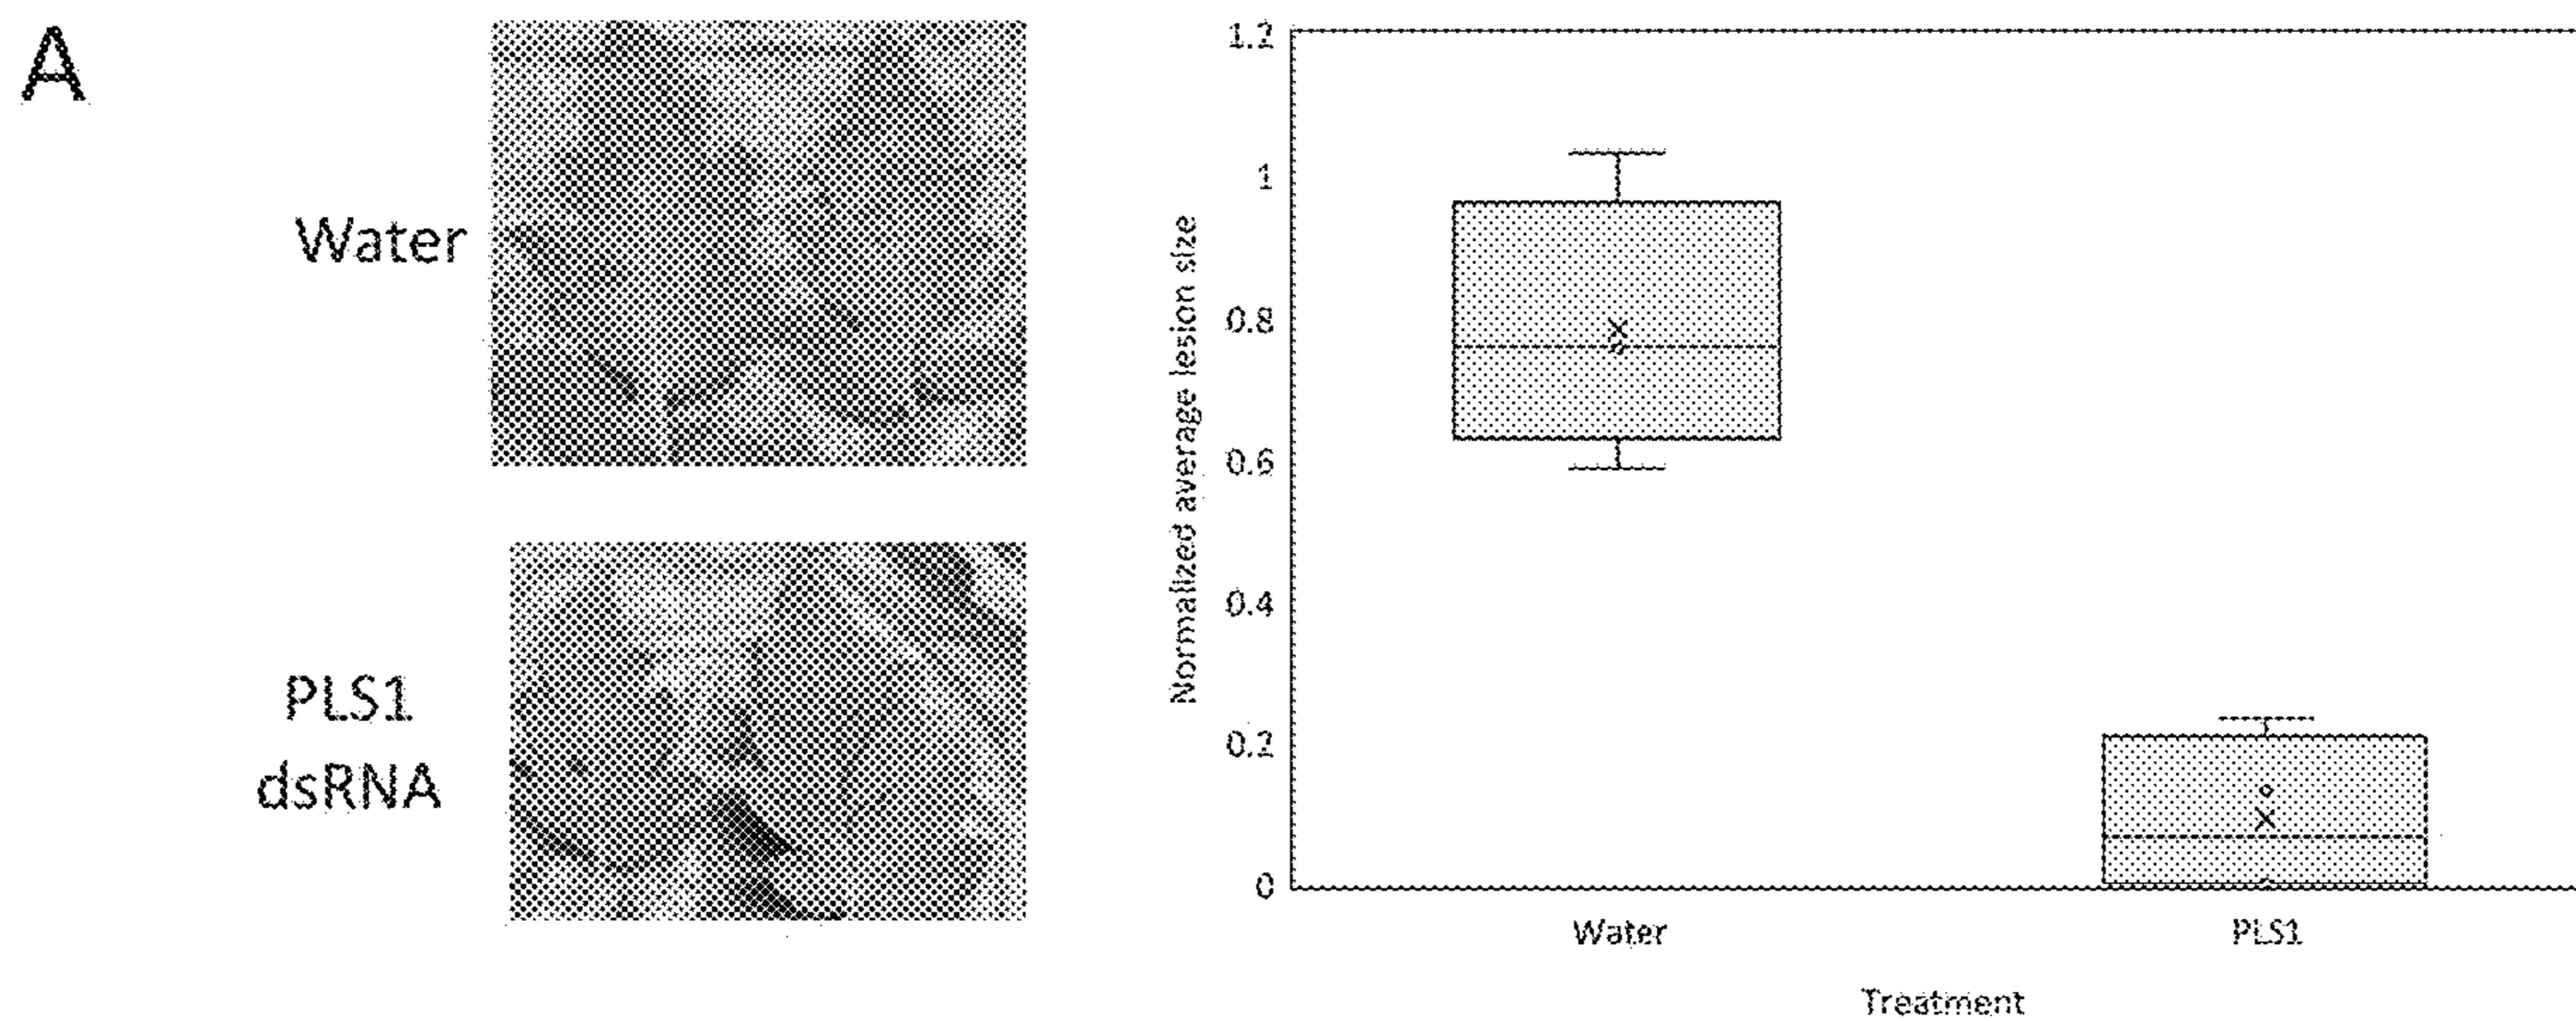 A
Water
PLS1
dsRNA
Normalized average lesion size
1.2
1
0.8
0.6
0.4
0.2
0
Water
PLS1
Treatment